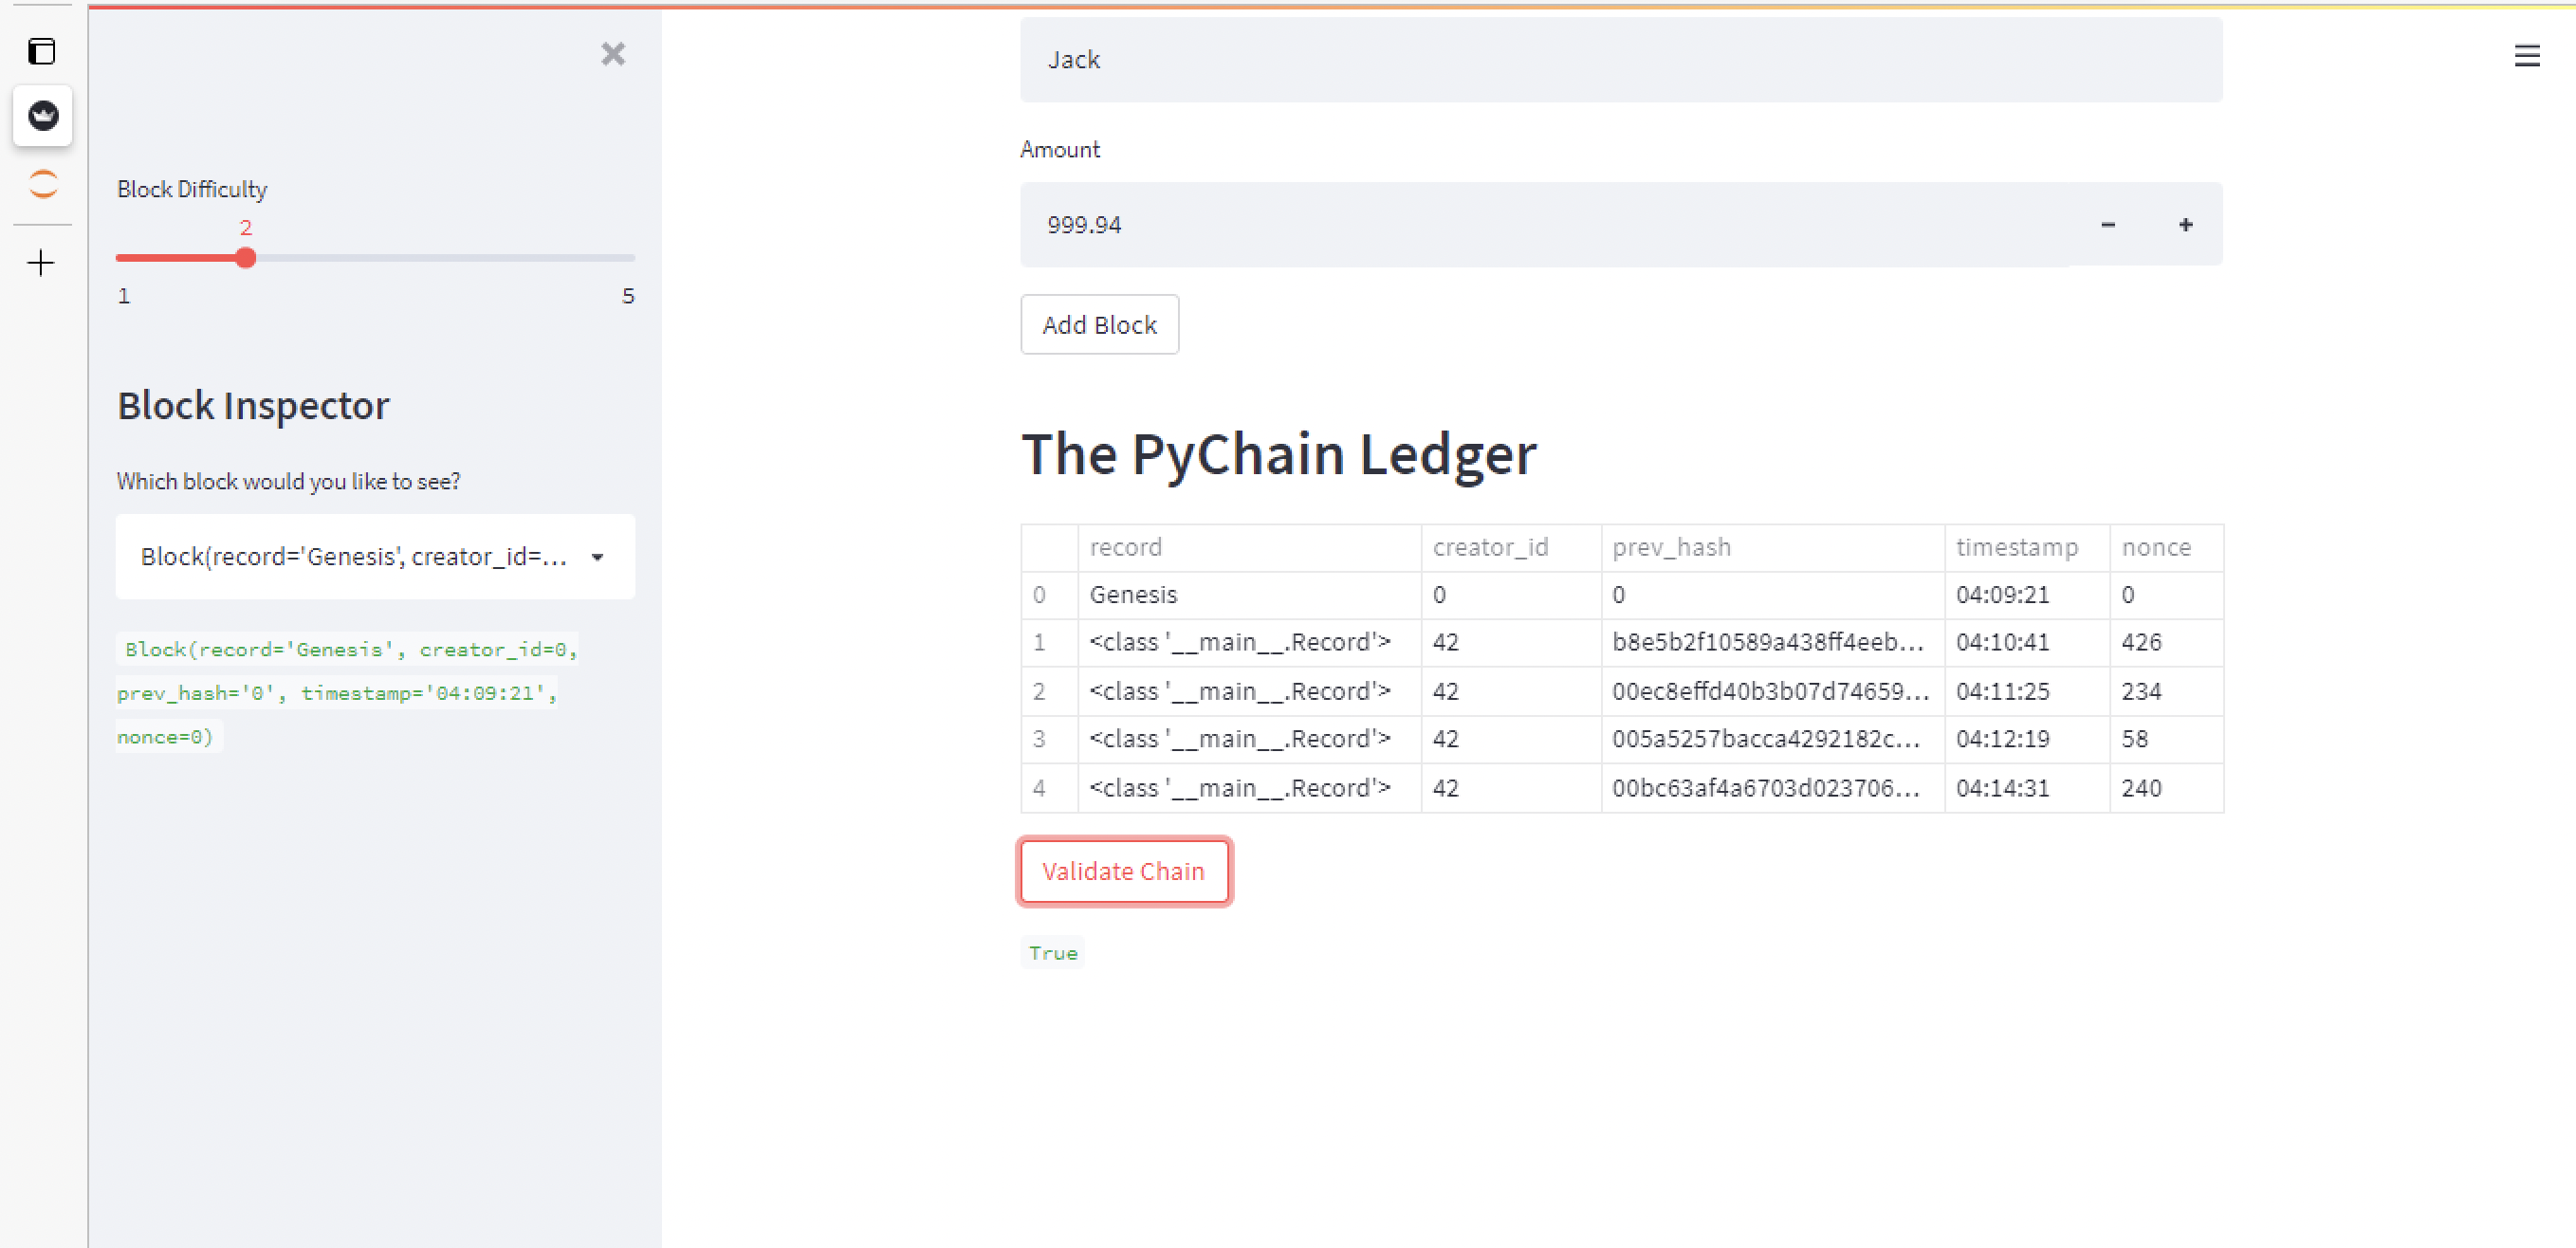 Block Difficulty
2
1 5
Block Inspector
Which block would you like to see?
Block(record='Genesis', creator_id=...
Block(record='Genesis', creator_id=0,
prev_hash='0', timestamp='04:09:21',
nonce=0)
Jack
Amount
999.94 - +
Add Block
The PyChain Ledger
record creator_id prev_hash timestamp nonce
0 Genesis 0 0 04:09:21 0
1 <class '__main__.Record'> 42 b8e5b2f10589a438ff4eeb... 04:10:41 426
2 <class '__main__.Record'> 42 00ec8effd40b3b07d74659... 04:11:25 234
3 <class '__main__.Record'> 42 005a5257bacca4292182c... 04:12:19 58
4 <class '__main__.Record'> 42 00bc63af4a6703d023706... 04:14:31 240
Validate Chain
True